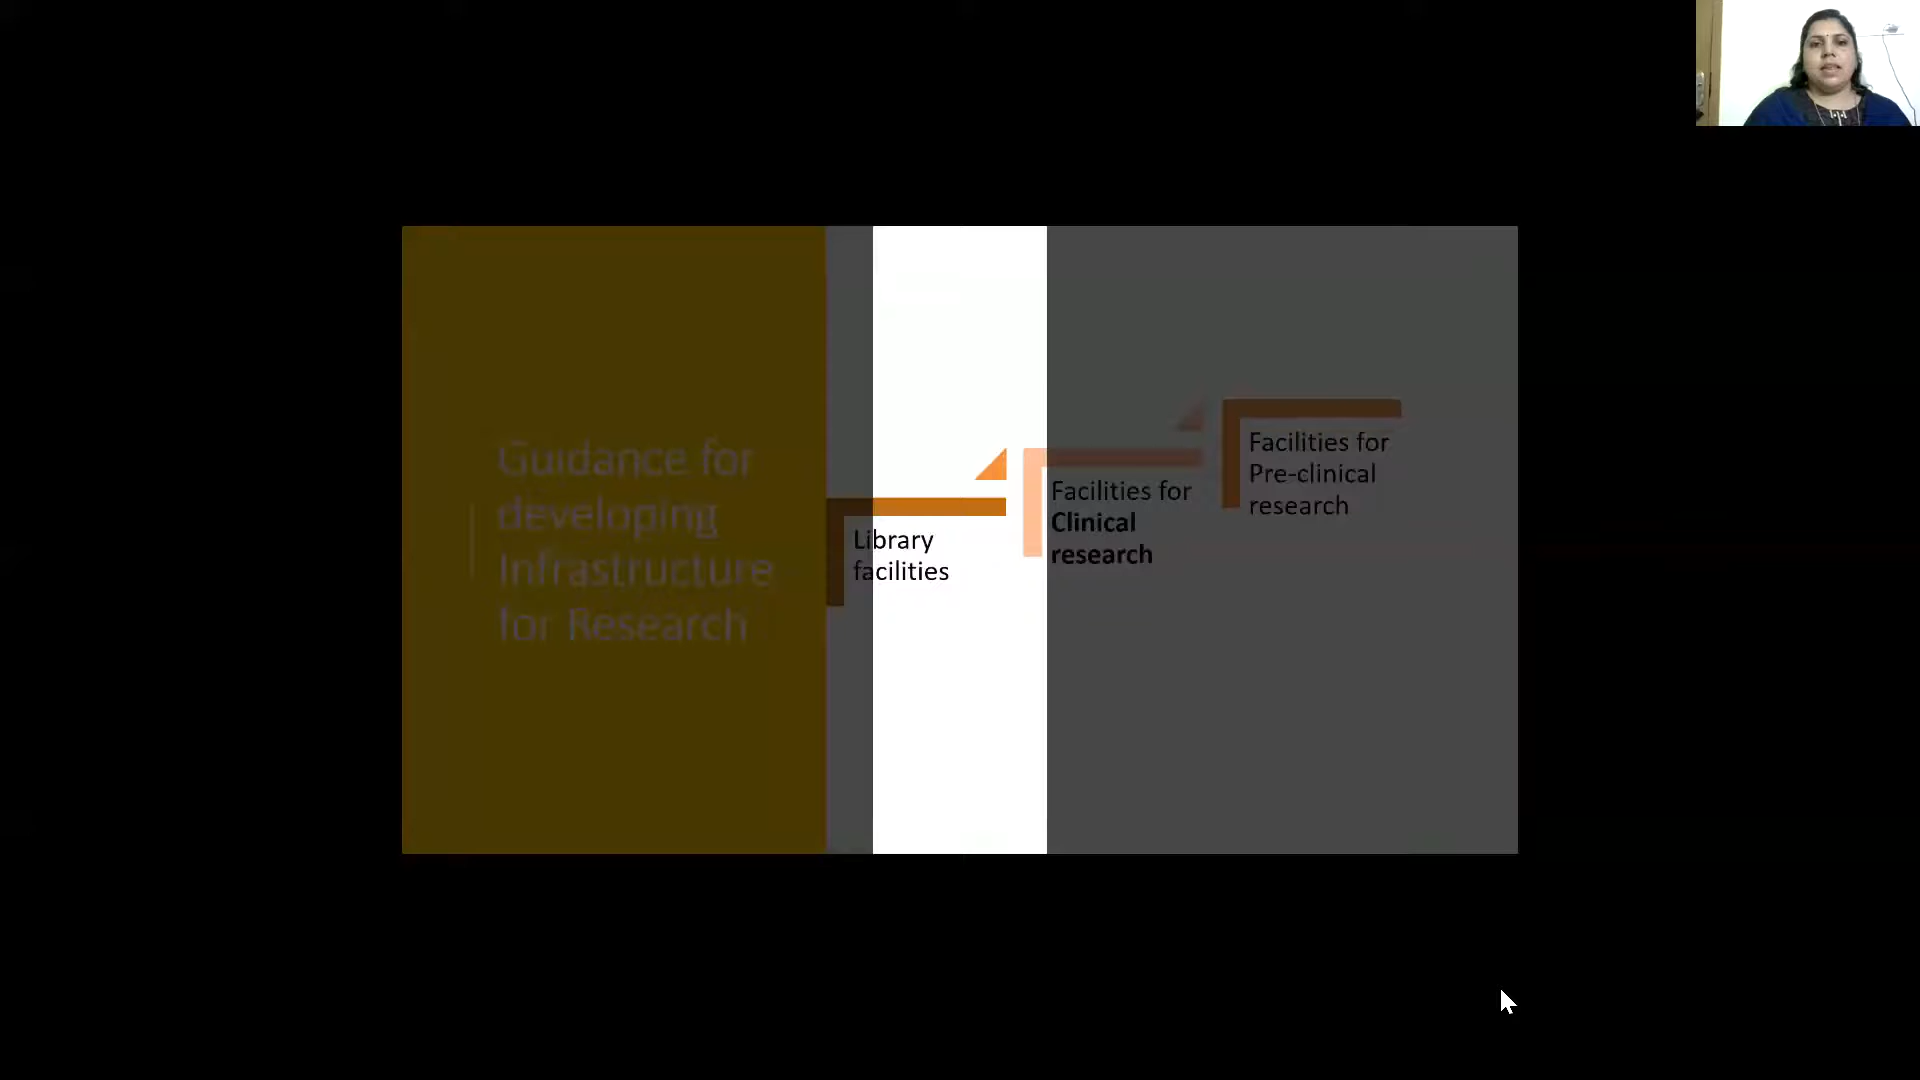 Guidance for
developing
Infrastructure
for Research
Library
facilities
Facilities for
Clinical
research
Facilities for
Pre-clinical
research